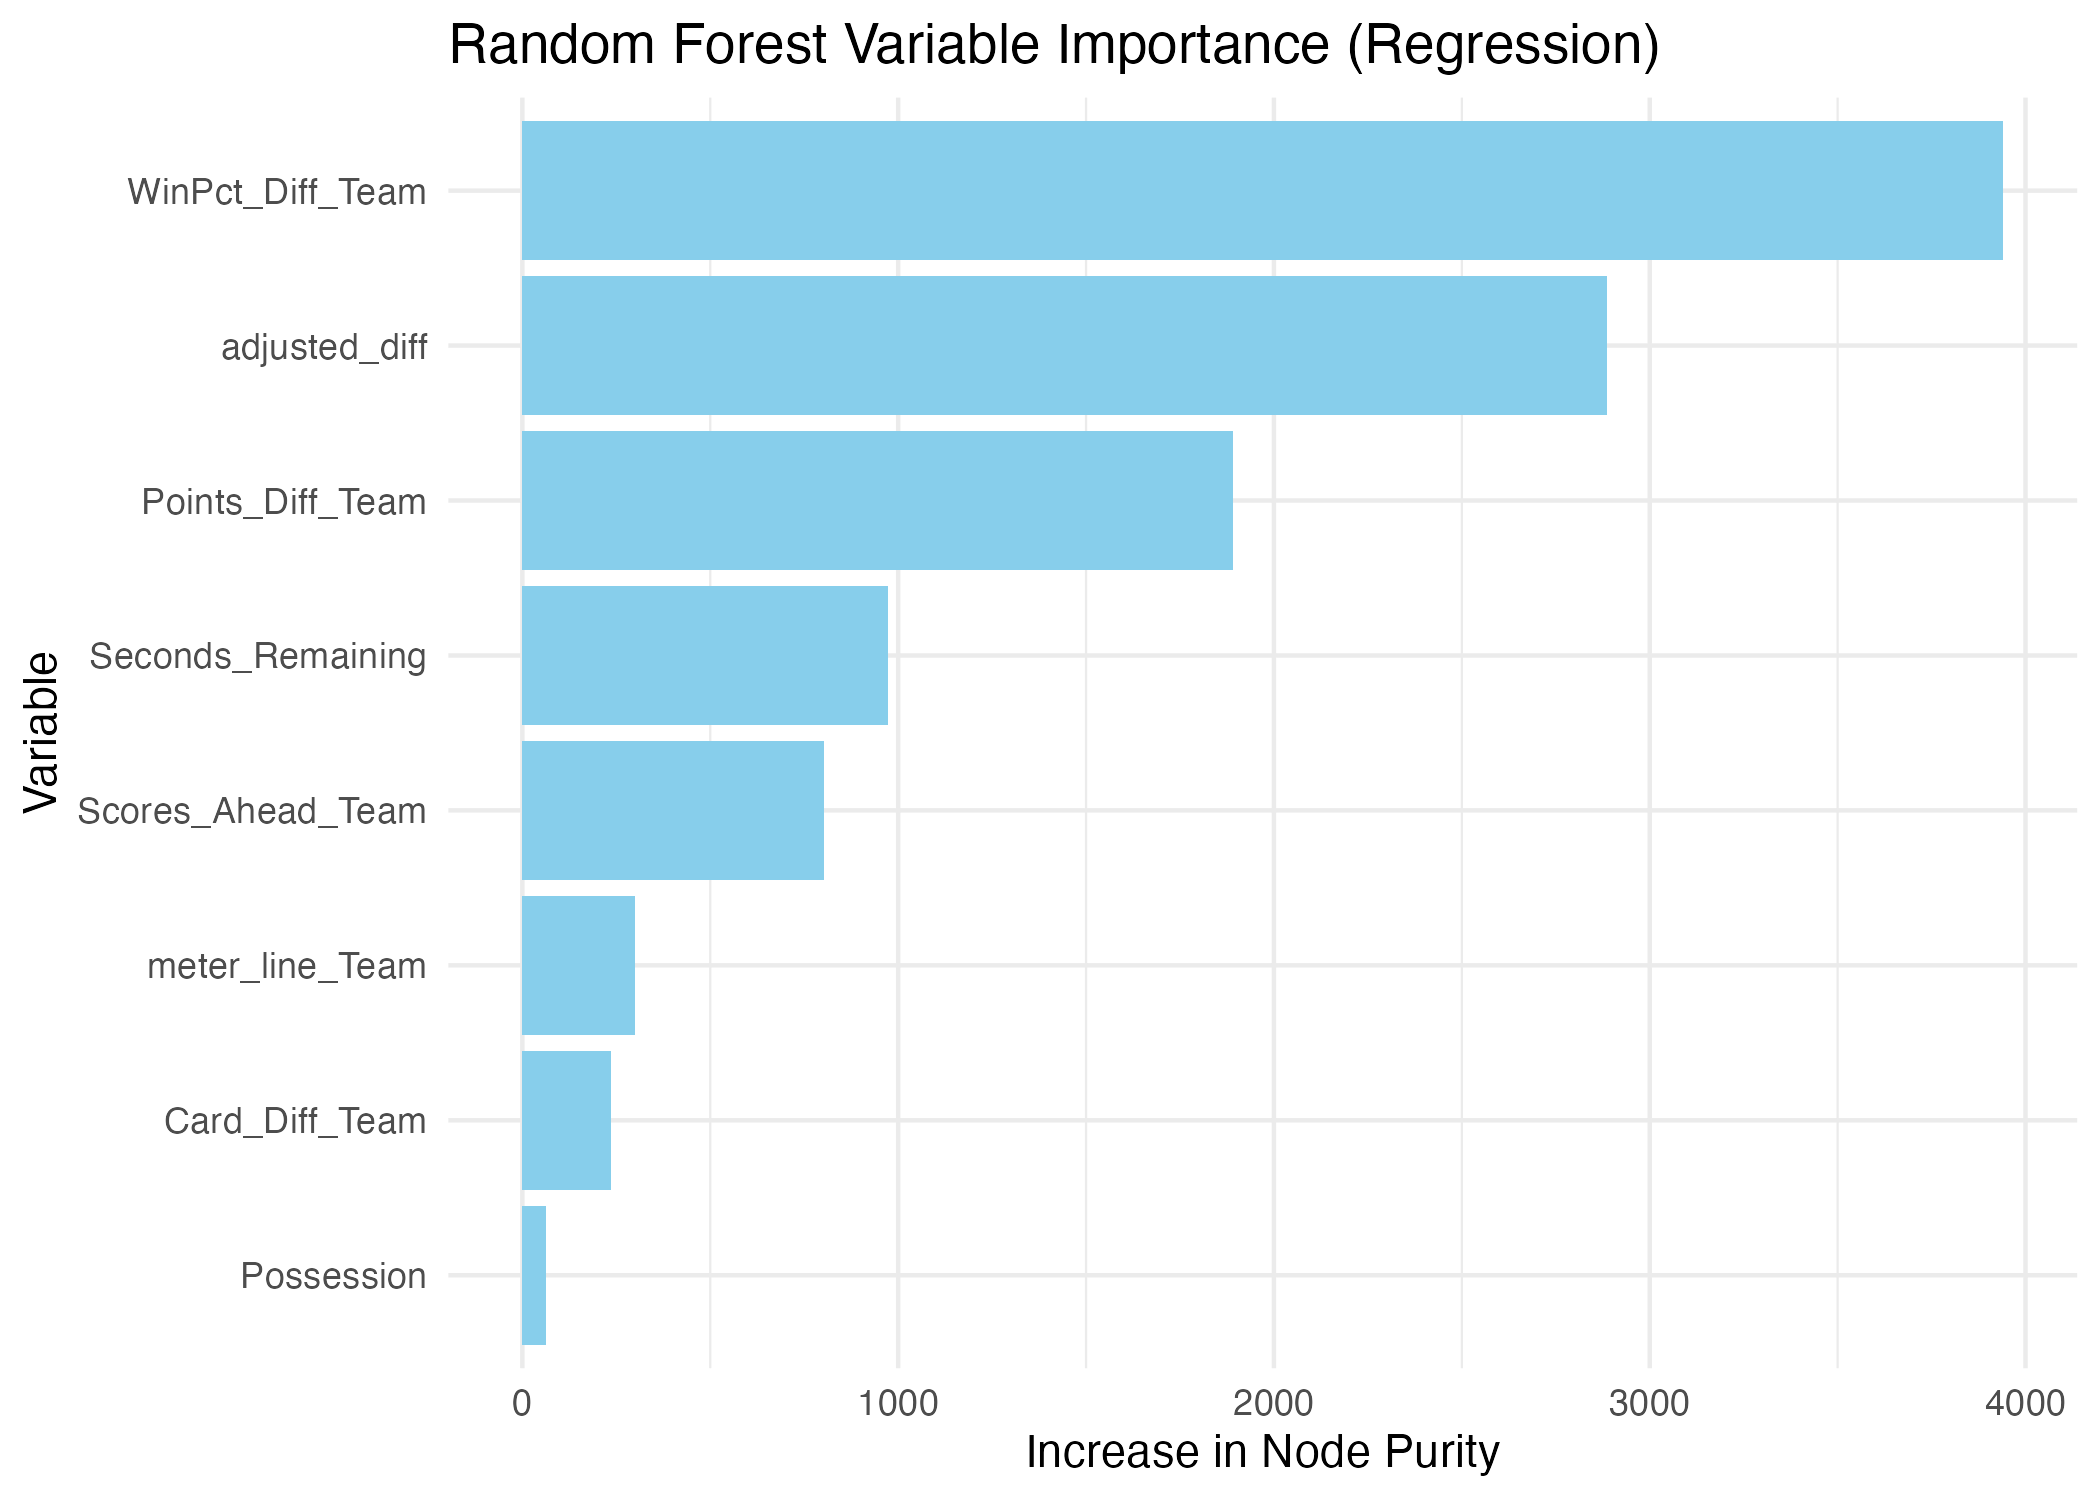 Random Forest Variable Importance (Regression)
WinPct_Diff_Team
adjusted_diff
Points_Diff_Team
Seconds_Remaining
Scores_Ahead_Team
meter_line_Team
Card_Diff_Team
Possession
Variable
0 1000 2000 3000 4000
Increase in Node Purity